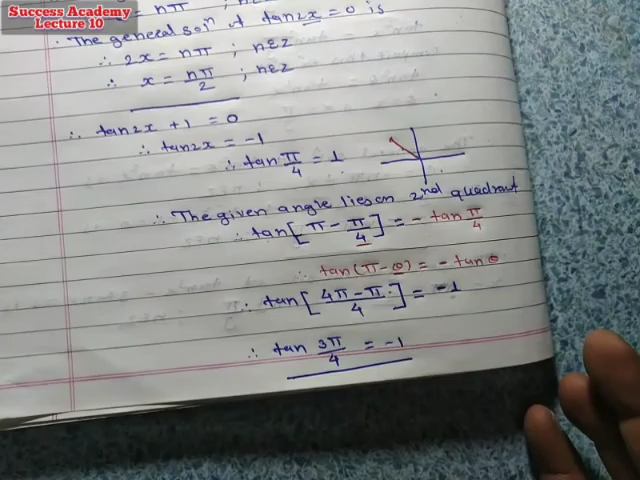 Success Academy
Lecture 10
= nπ ; n∈Z
The general soln of tan2x = 0 is
∴ 2x = nπ ; n∈Z
∴ x = nπ/2 ; n∈Z
∴ tan2x + 1 = 0
∴ tan2x = -1
∴ tan π/4 = 1
∴ The given angle lies on 2nd quadrant
∴ tan[π - π/4] = - tan π/4
∴ tan(π-θ) = - tanθ
∴ tan[4π-π/4] = -1
∴ tan 3π/4 = -1